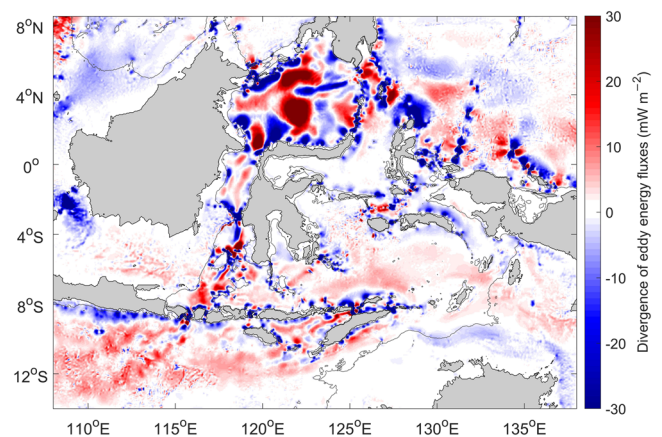 8°N
4°N
0°
4°S
8°S
12°S
110°E
115°E
120°E
125°E
130°E
135°E
30
20
10
0
-10
-20
-30
Divergence of eddy energy fluxes (mW m⁻²)